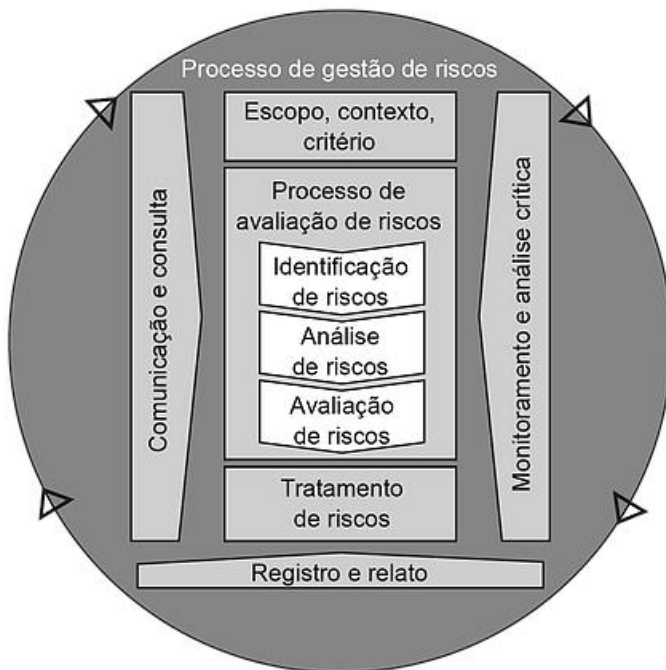 Processo de gestão de riscos
Escopo, contexto,
critério
Processo de
avaliação de riscos
Identificação
de riscos
Análise
de riscos
Avaliação
de riscos
Tratamento
de riscos
Comunicação e consulta
Monitoramento e análise crítica
Registro e relato